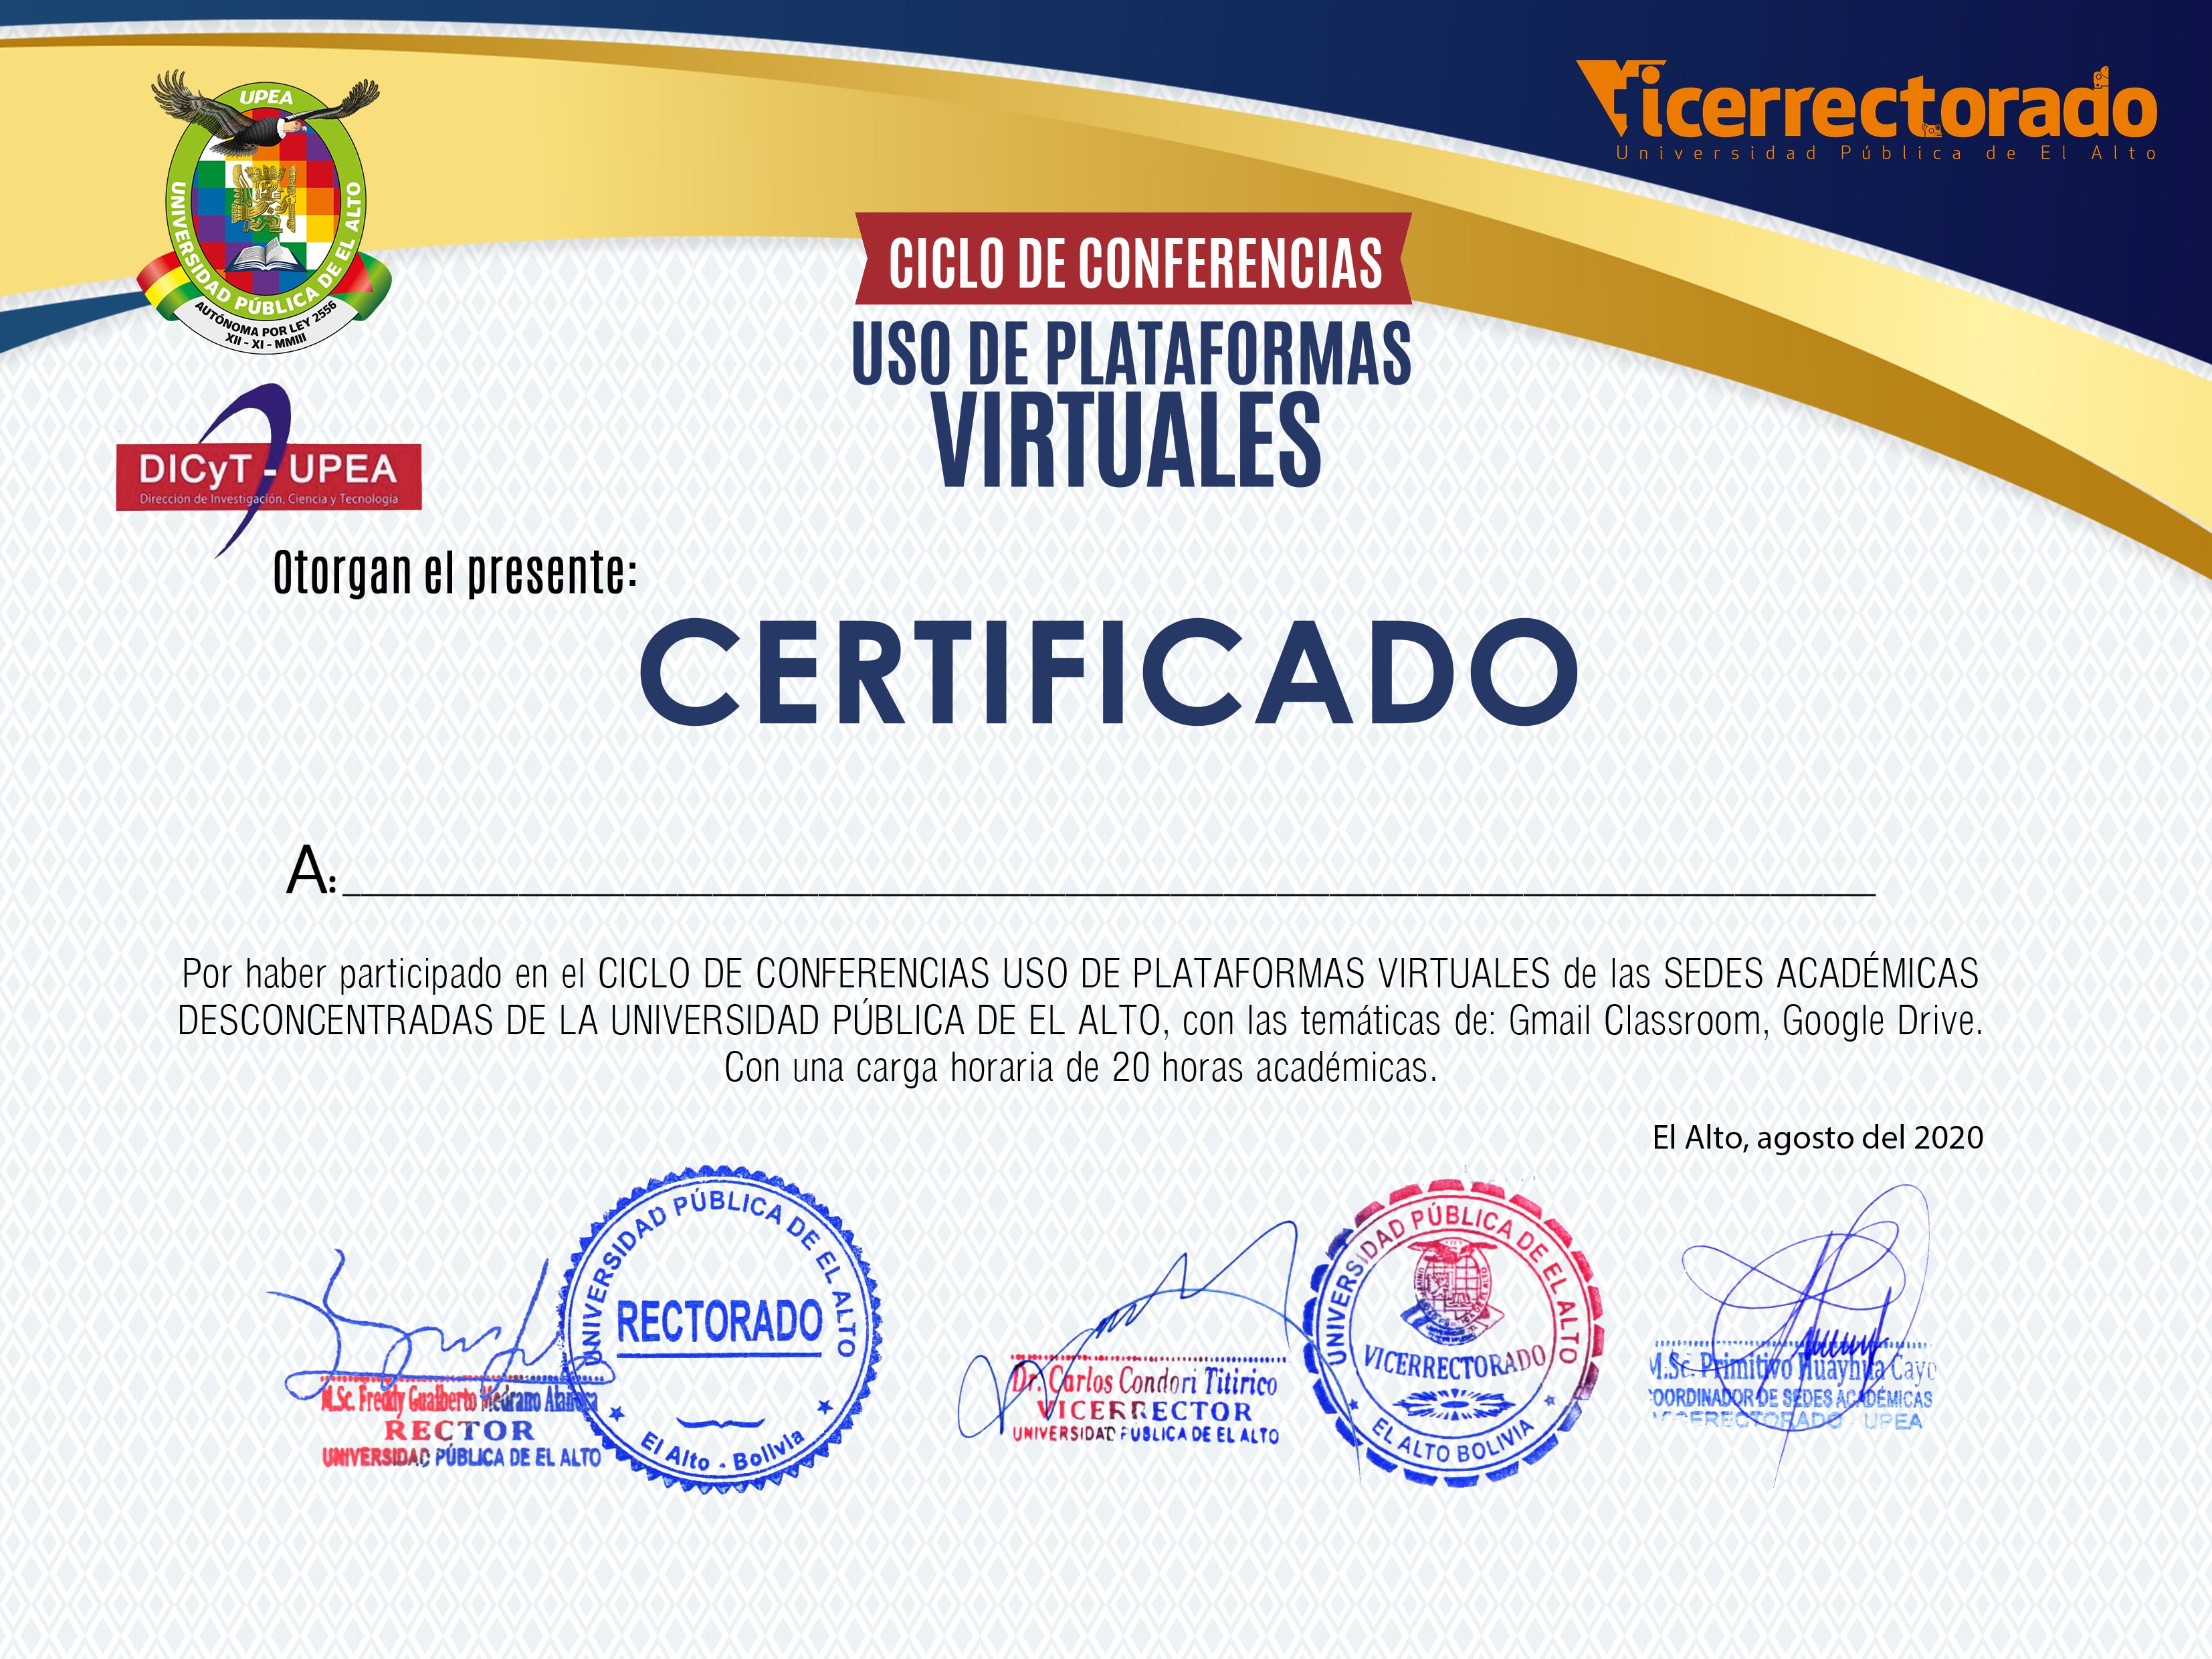 UPEA
UNIVERSIDAD PÚBLICA DE EL ALTO
AUTÓNOMA POR LEY 2556
XII - XI - MMIII
Vicerrectorado
Universidad Pública de El Alto
CICLO DE CONFERENCIAS
USO DE PLATAFORMAS
VIRTUALES
DICyT - UPEA
Dirección de Investigación, Ciencia y Tecnología
Otorgan el presente:
CERTIFICADO
A:
Por haber participado en el CICLO DE CONFERENCIAS USO DE PLATAFORMAS VIRTUALES de las SEDES ACADÉMICAS
DESCONCENTRADAS DE LA UNIVERSIDAD PÚBLICA DE EL ALTO, con las temáticas de: Gmail Classroom, Google Drive.
Con una carga horaria de 20 horas académicas.
El Alto, agosto del 2020
M.Sc. Freddy Gualberto Medrano
RECTOR
UNIVERSIDAD PÚBLICA DE EL ALTO
UNIVERSIDAD PÚBLICA DE EL ALTO
RECTORADO
El Alto - Bolivia
Dr. Carlos Condori Titirico
VICERRECTOR
UNIVERSIDAD PÚBLICA DE EL ALTO
UNIVERSIDAD PÚBLICA DE EL ALTO
VICERRECTORADO
EL ALTO BOLIVIA
M.Sc. Primitivo Huayhua Cayo
COORDINADOR DE SEDES ACADÉMICAS
VICERECTORADO - UPEA